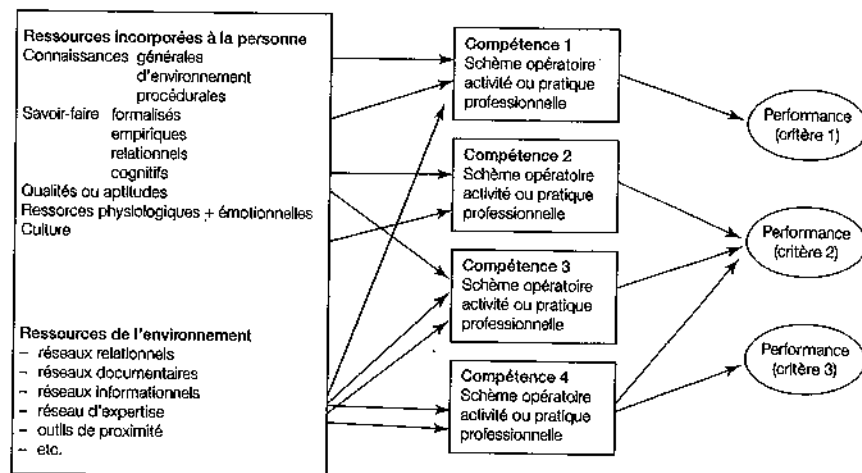 Ressources incorporées à la personne
Connaissances générales
d'environnement
procédurales
Savoir-faire formalisés
empiriques
relationnels
cognitifs
Qualités ou aptitudes
Ressorces physiologiques + émotionnelles
Culture
Ressources de l'environnement
– réseaux relationnels
– réseaux documentaires
– réseaux informationnels
– réseau d'expertise
– outils de proximité
– etc.
Compétence 1
Schème opératoire
activité ou pratique
professionnelle
Compétence 2
Schème opératoire
activité ou pratique
professionnelle
Compétence 3
Schème opératoire
activité ou pratique
professionnelle
Compétence 4
Schème opératoire
activité ou pratique
professionnelle
Performance
(critère 1)
Performance
(critère 2)
Performance
(critère 3)